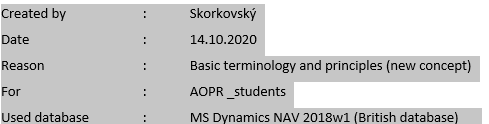 Created by : Skorkovský
Date : 14.10.2020
Reason : Basic terminology and principles (new concept)
For : AOPR _students
Used database : MS Dynamics NAV 2018w1 (British database)